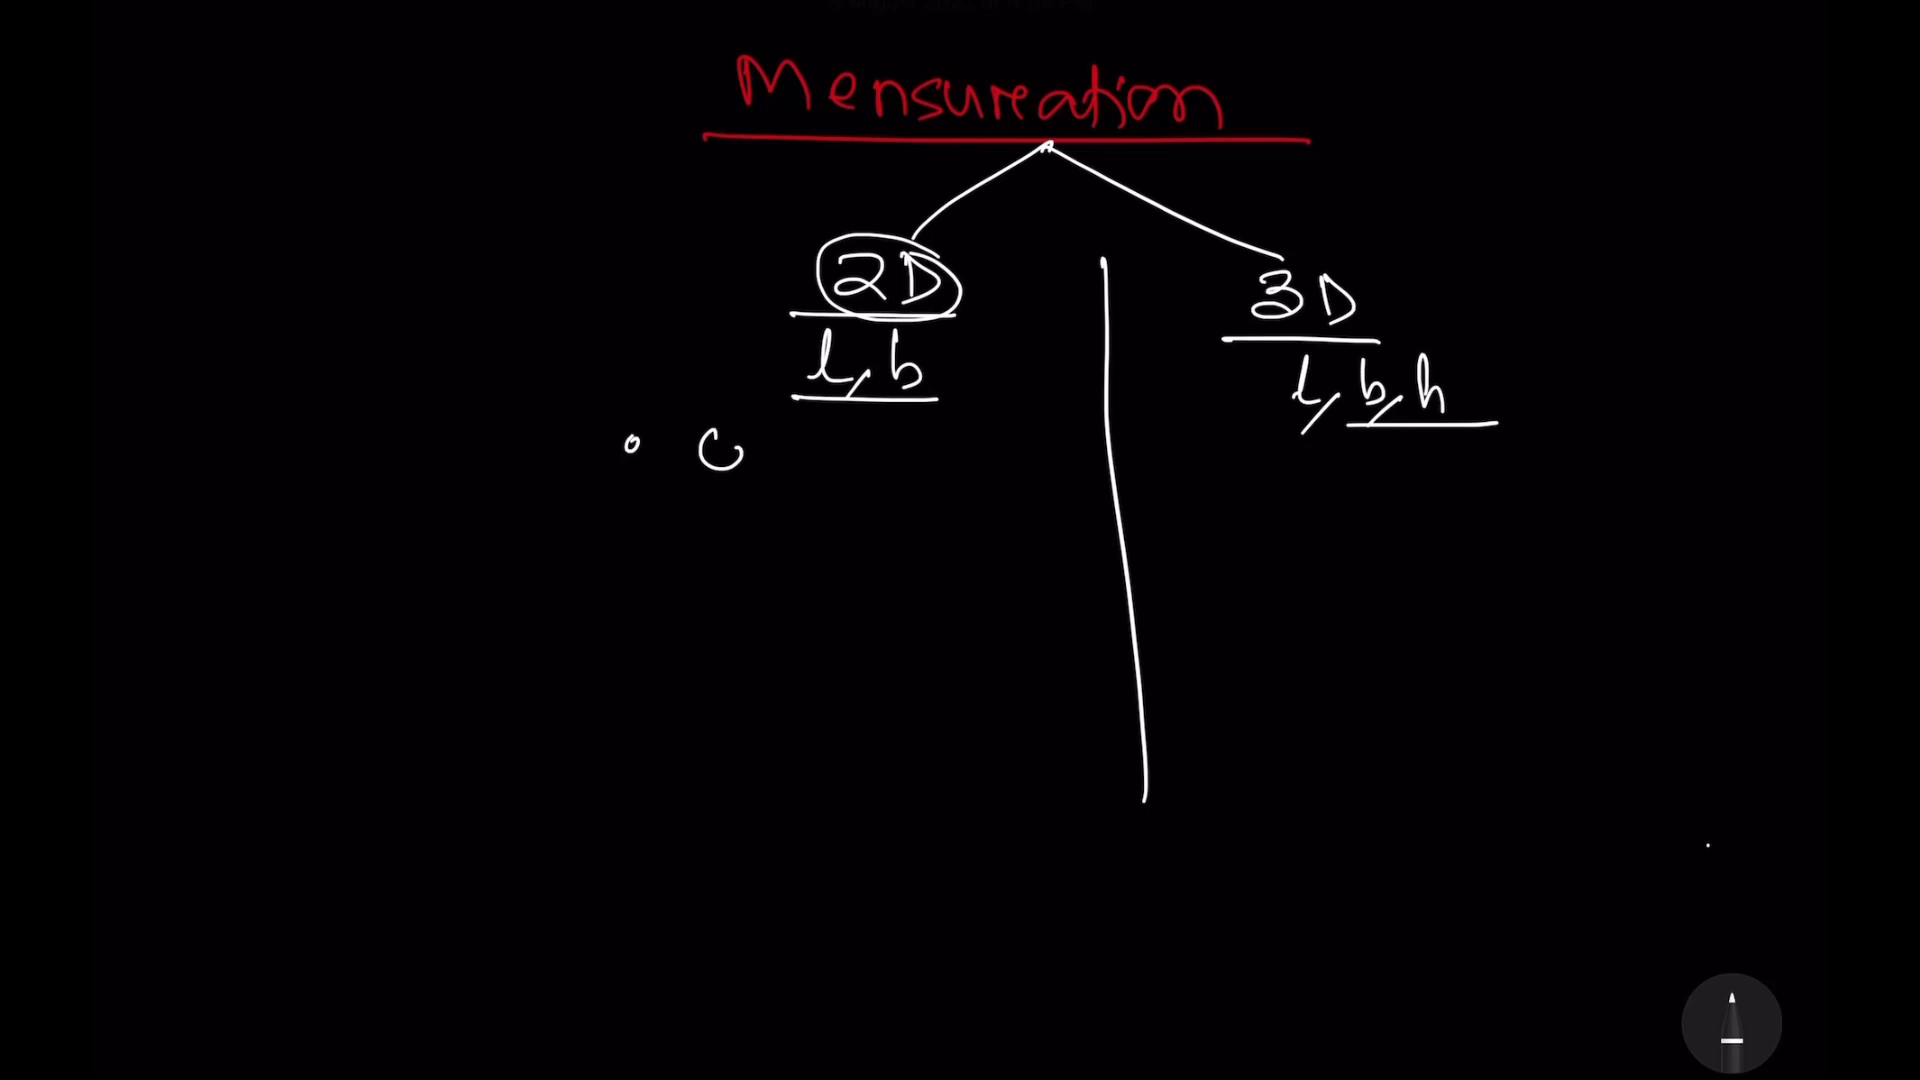 Mensureation
2D
3D
l, b
l, b, h